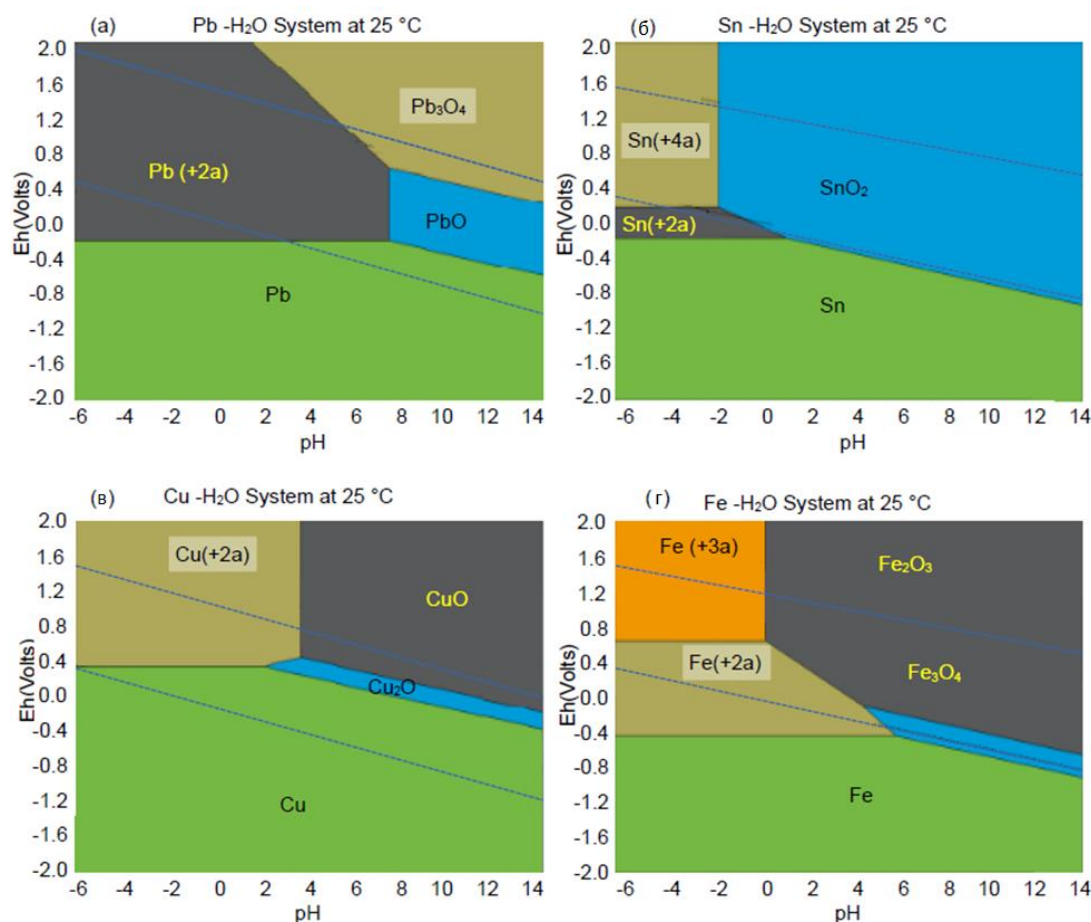 (а) Pb -H₂O System at 25 °C
2.0
1.6
1.2
0.8
0.4
0.0
-0.4
-0.8
-1.2
-1.6
-2.0
Eh(Volts)
Pb₃O₄
Pb (+2a)
PbO
Pb
-6 -4 -2 0 2 4 6 8 10 12 14
pH
(б) Sn -H₂O System at 25 °C
2.0
1.6
1.2
0.8
0.4
0.0
-0.4
-0.8
-1.2
-1.6
-2.0
Eh(Volts)
Sn(+4a)
SnO₂
Sn(+2a)
Sn
-6 -4 -2 0 2 4 6 8 10 12 14
pH
(в) Cu -H₂O System at 25 °C
2.0
1.6
1.2
0.8
0.4
0.0
-0.4
-0.8
-1.2
-1.6
-2.0
Eh(Volts)
Cu(+2a)
CuO
Cu₂O
Cu
-6 -4 -2 0 2 4 6 8 10 12 14
pH
(г) Fe -H₂O System at 25 °C
2.0
1.6
1.2
0.8
0.4
0.0
-0.4
-0.8
-1.2
-1.6
-2.0
Eh(Volts)
Fe (+3a)
Fe₂O₃
Fe(+2a)
Fe₃O₄
Fe
-6 -4 -2 0 2 4 6 8 10 12 14
pH